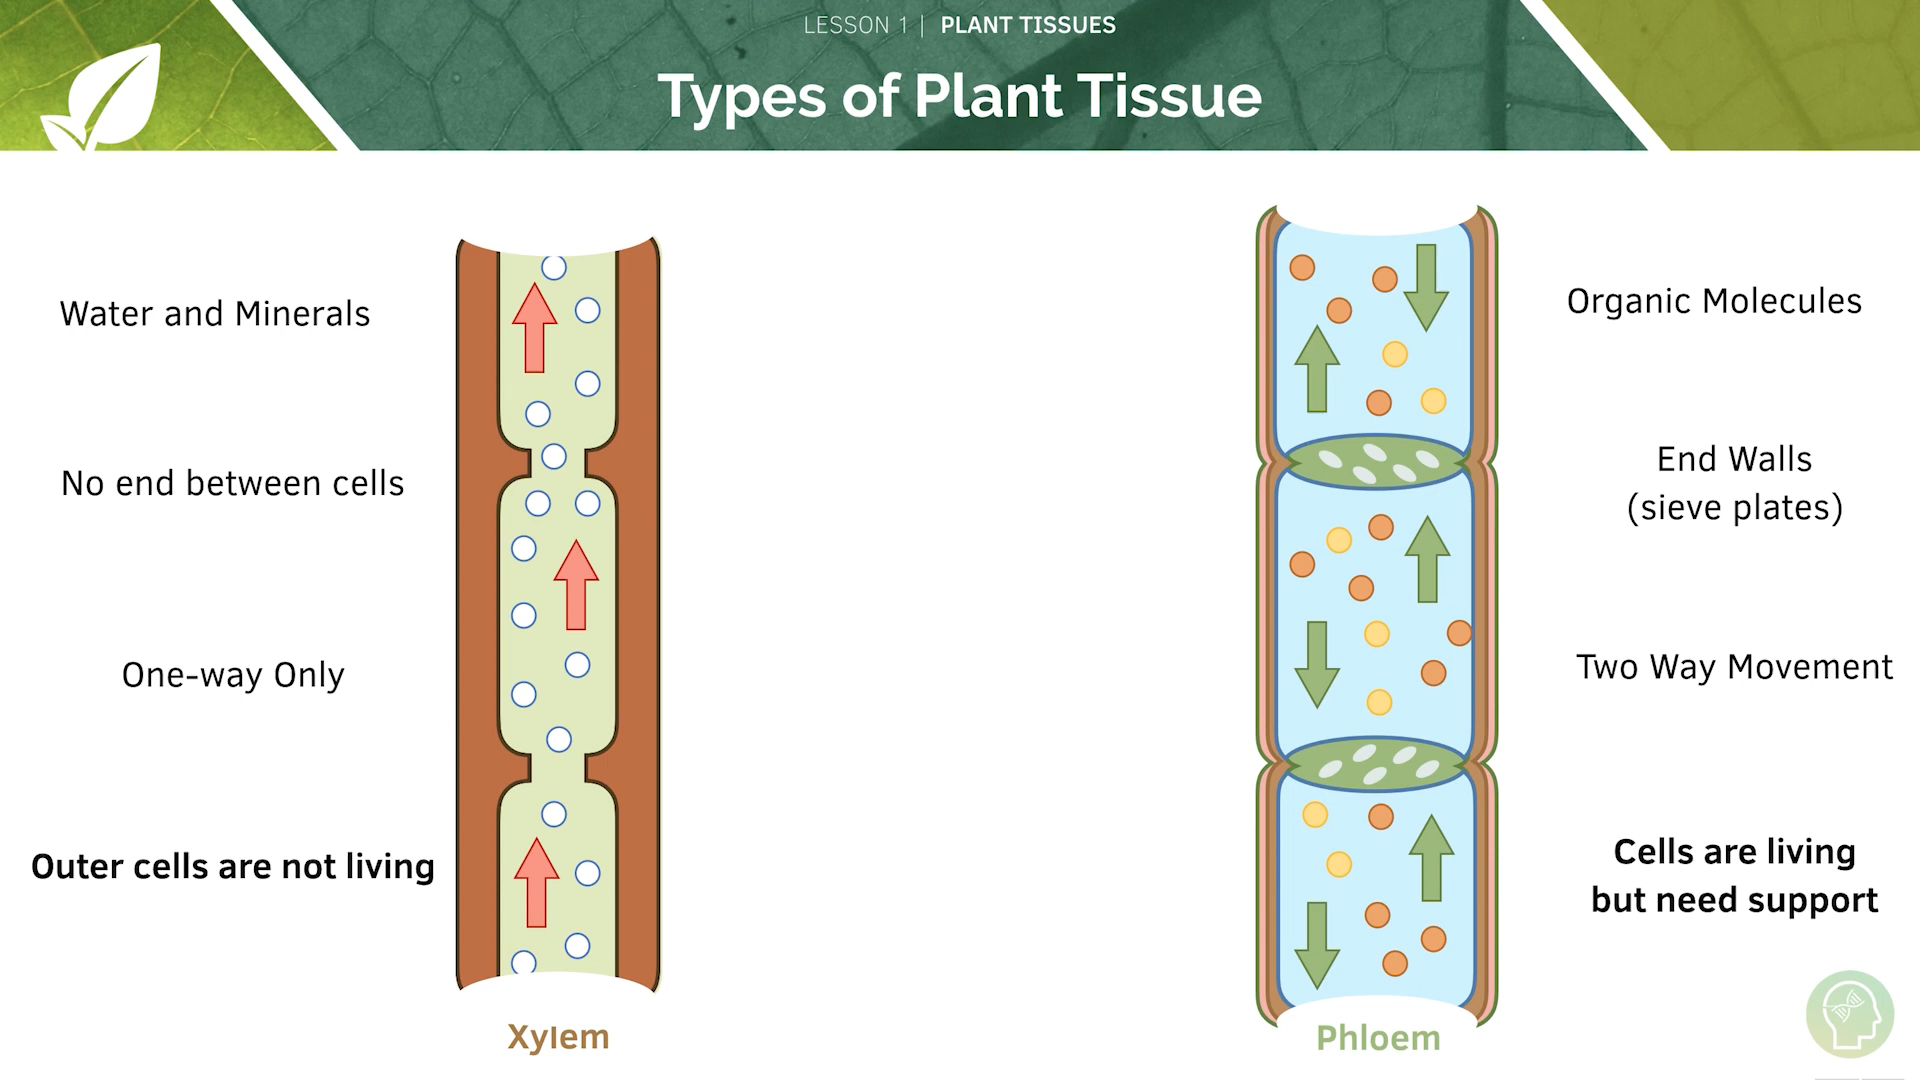 LESSON 1 | PLANT TISSUES
Types of Plant Tissue
Water and Minerals
No end between cells
One-way Only
Outer cells are not living
Xylem
Organic Molecules
End Walls
(sieve plates)
Two Way Movement
Cells are living
but need support
Phloem